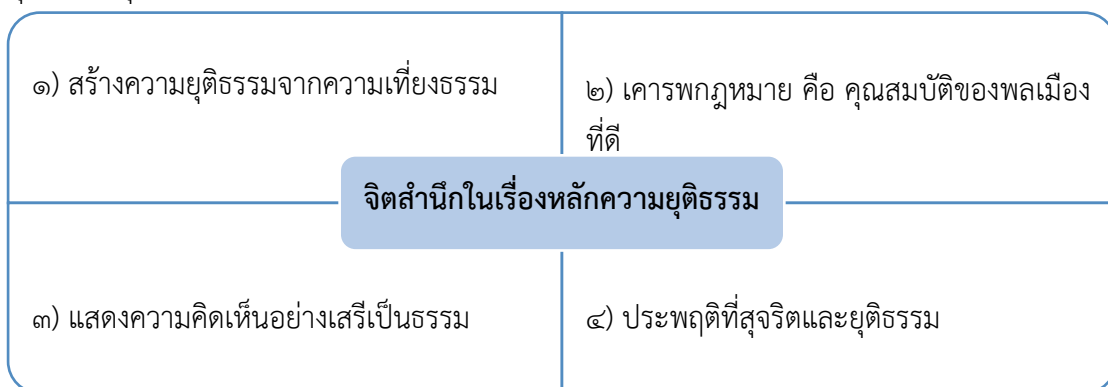 ๑) สร้างความยุติธรรมจากความเที่ยงธรรม
๒) เคารพกฎหมาย คือ คุณสมบัติของพลเมือง
ที่ดี
จิตสำนึกในเรื่องหลักความยุติธรรม
๓) แสดงความคิดเห็นอย่างเสรีเป็นธรรม
๔) ประพฤติที่สุจริตและยุติธรรม